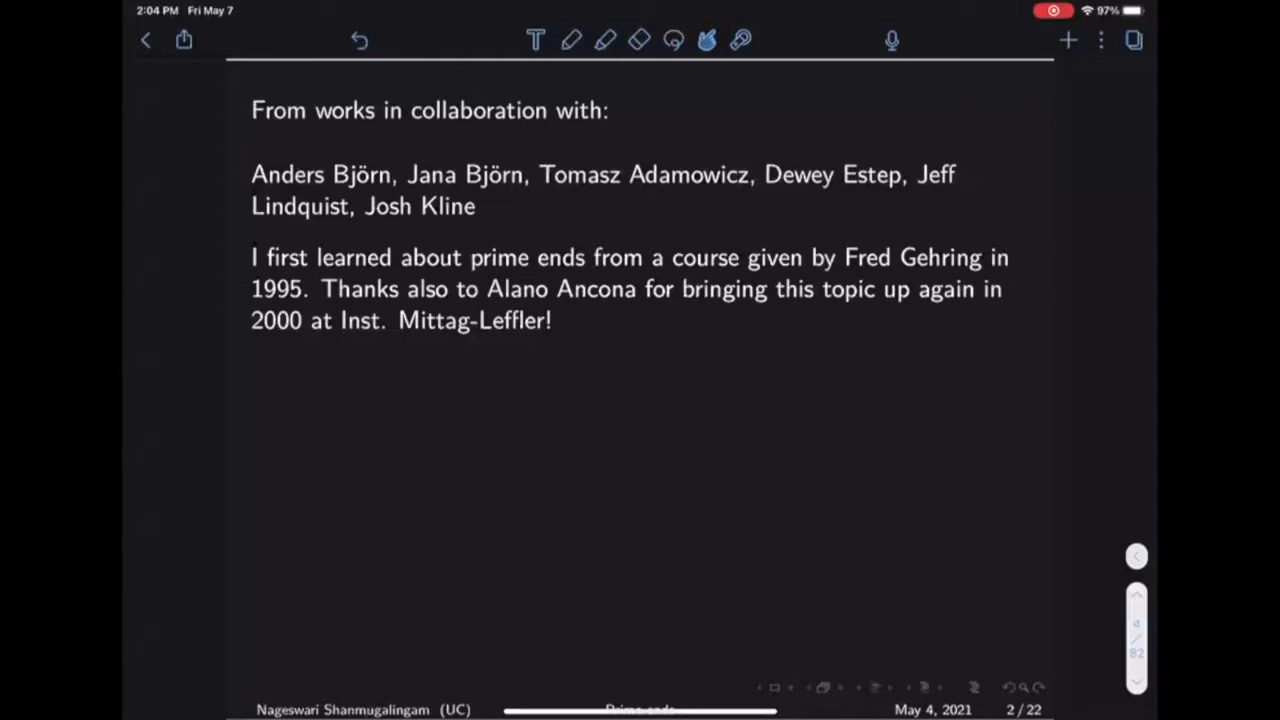 2:04 PM Fri May 7
97%
From works in collaboration with:
Anders Björn, Jana Björn, Tomasz Adamowicz, Dewey Estep, Jeff
Lindquist, Josh Kline
I first learned about prime ends from a course given by Fred Gehring in
1995. Thanks also to Alano Ancona for bringing this topic up again in
2000 at Inst. Mittag-Leffler!
/
82
Nageswari Shanmugalingam (UC) Prime ends May 4, 2021 2 / 22